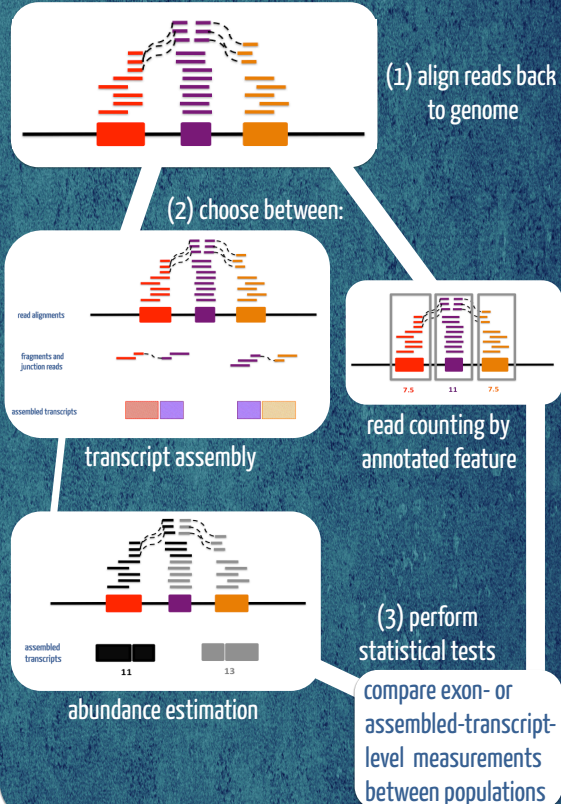 (1) align reads back
to genome
(2) choose between:
read alignments
fragments and
junction reads
assembled transcripts
transcript assembly
7.5 11 7.5
read counting by
annotated feature
assembled
transcripts
11 13
abundance estimation
(3) perform
statistical tests
compare exon- or
assembled-transcript-
level measurements
between populations